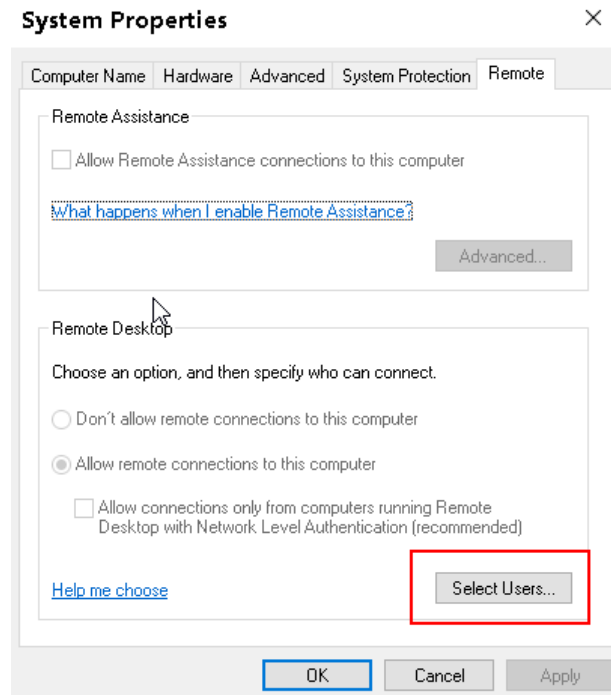 System Properties
Computer Name Hardware Advanced System Protection Remote
Remote Assistance
Allow Remote Assistance connections to this computer
What happens when I enable Remote Assistance?
Advanced...
Remote Desktop
Choose an option, and then specify who can connect.
Don't allow remote connections to this computer
Allow remote connections to this computer
Allow connections only from computers running Remote
Desktop with Network Level Authentication (recommended)
Help me choose
Select Users...
OK Cancel Apply